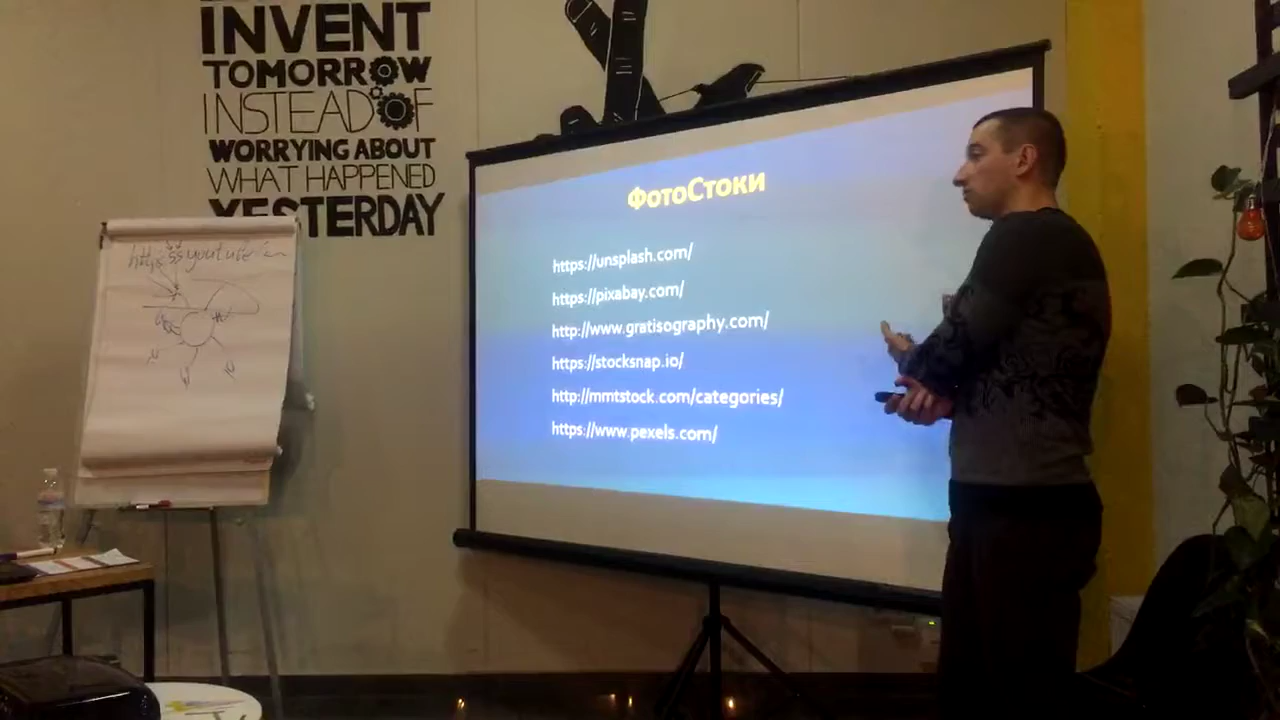 INVENT
TOMORROW
INSTEAD OF
WORRYING ABOUT
WHAT HAPPENED
YESTERDAY
ФотоСтоки
https://unsplash.com/
https://pixabay.com/
http://www.gratisography.com/
https://stocksnap.io/
http://mmtstock.com/categories/
https://www.pexels.com/